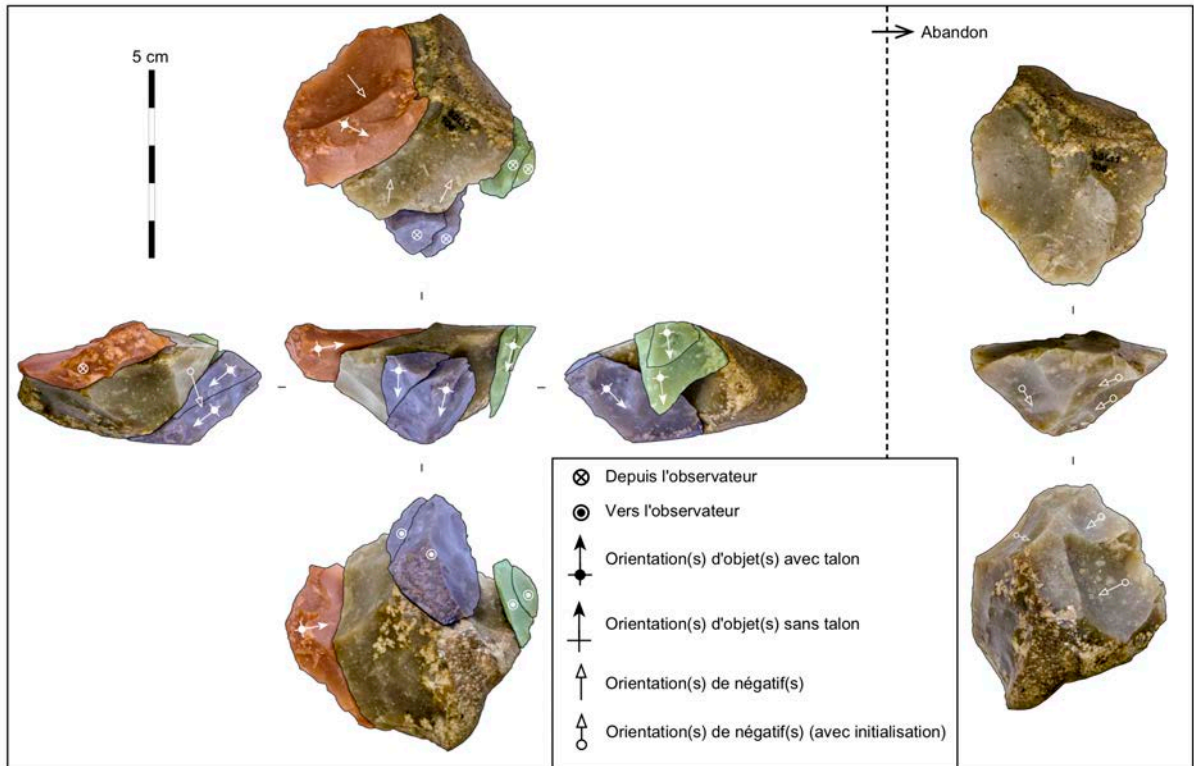 5 cm
Abandon
Depuis l'observateur
Vers l'observateur
Orientation(s) d'objet(s) avec talon
Orientation(s) d'objet(s) sans talon
Orientation(s) de négatif(s)
Orientation(s) de négatif(s) (avec initialisation)